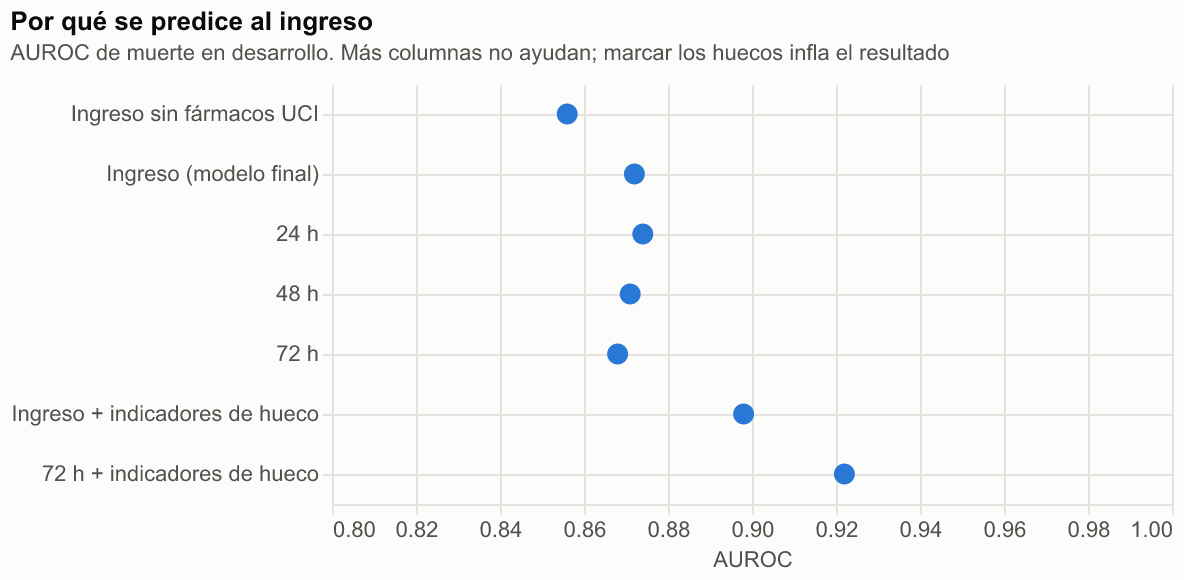 Por qué se predice al ingreso
AUROC de muerte en desarrollo. Más columnas no ayudan; marcar los huecos infla el resultado
Ingreso sin fármacos UCI
Ingreso (modelo final)
24 h
48 h
72 h
Ingreso + indicadores de hueco
72 h + indicadores de hueco
0.80 0.82 0.84 0.86 0.88 0.90 0.92 0.94 0.96 0.98 1.00
AUROC